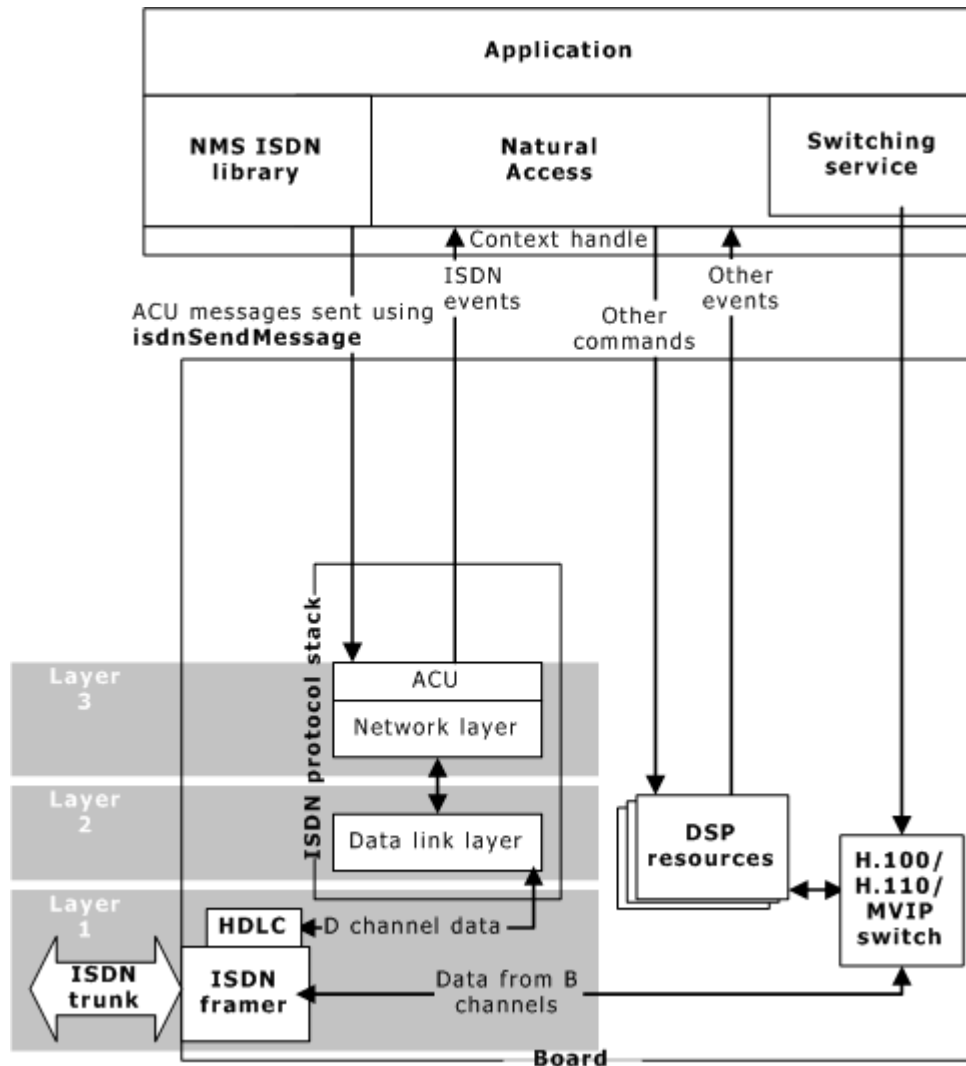 Application
NMS ISDN
library
Natural
Access
Switching
service
Context handle
ISDN
events
Other
events
ACU messages sent using
isdnSendMessage
Other
commands
ISDN protocol stack
Layer
3
ACU
Network layer
Layer
2
Data link layer
DSP
resources
H.100/
H.110/
MVIP
switch
Layer
1
HDLC
D channel data
ISDN
trunk
ISDN
framer
Data from B
channels
Board